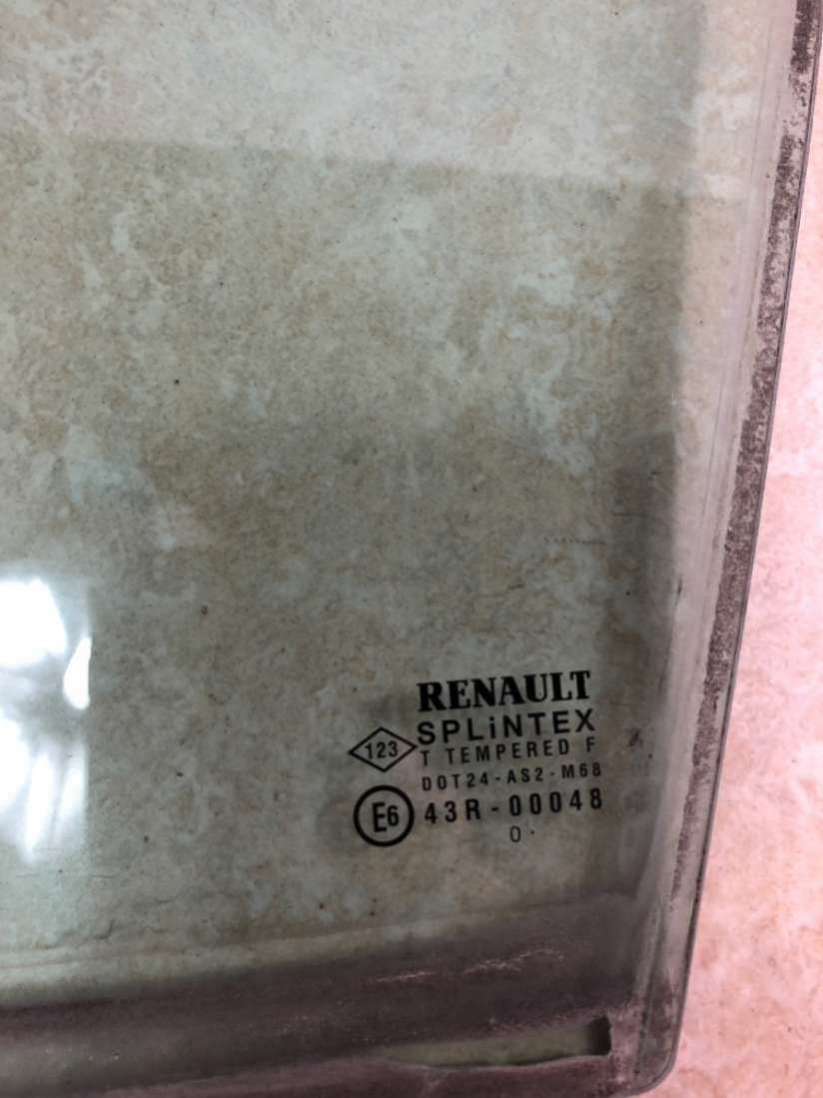 RENAULT
SPLiNTEX
123
T TEMPERED F
DOT24-AS2-M68
E6
43R-00048
0 .